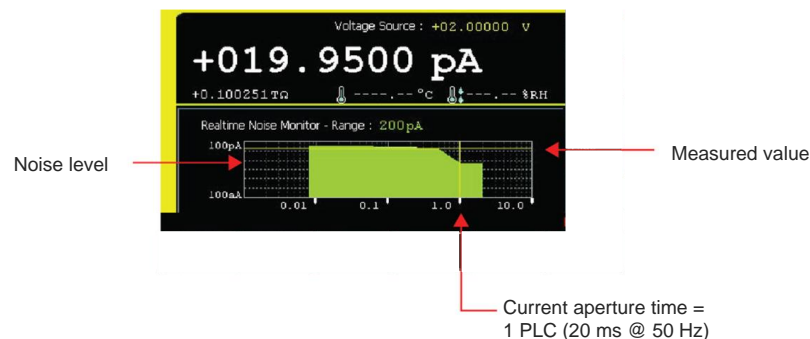 Voltage Source : +02.00000 V
+019.9500 pA
+0.100251TΩ ----.-- °C ----.-- %RH
Realtime Noise Monitor - Range : 200pA
100pA
Noise level
Measured value
100aA
0.01 0.1 1.0 10.0
Current aperture time =
1 PLC (20 ms @ 50 Hz)